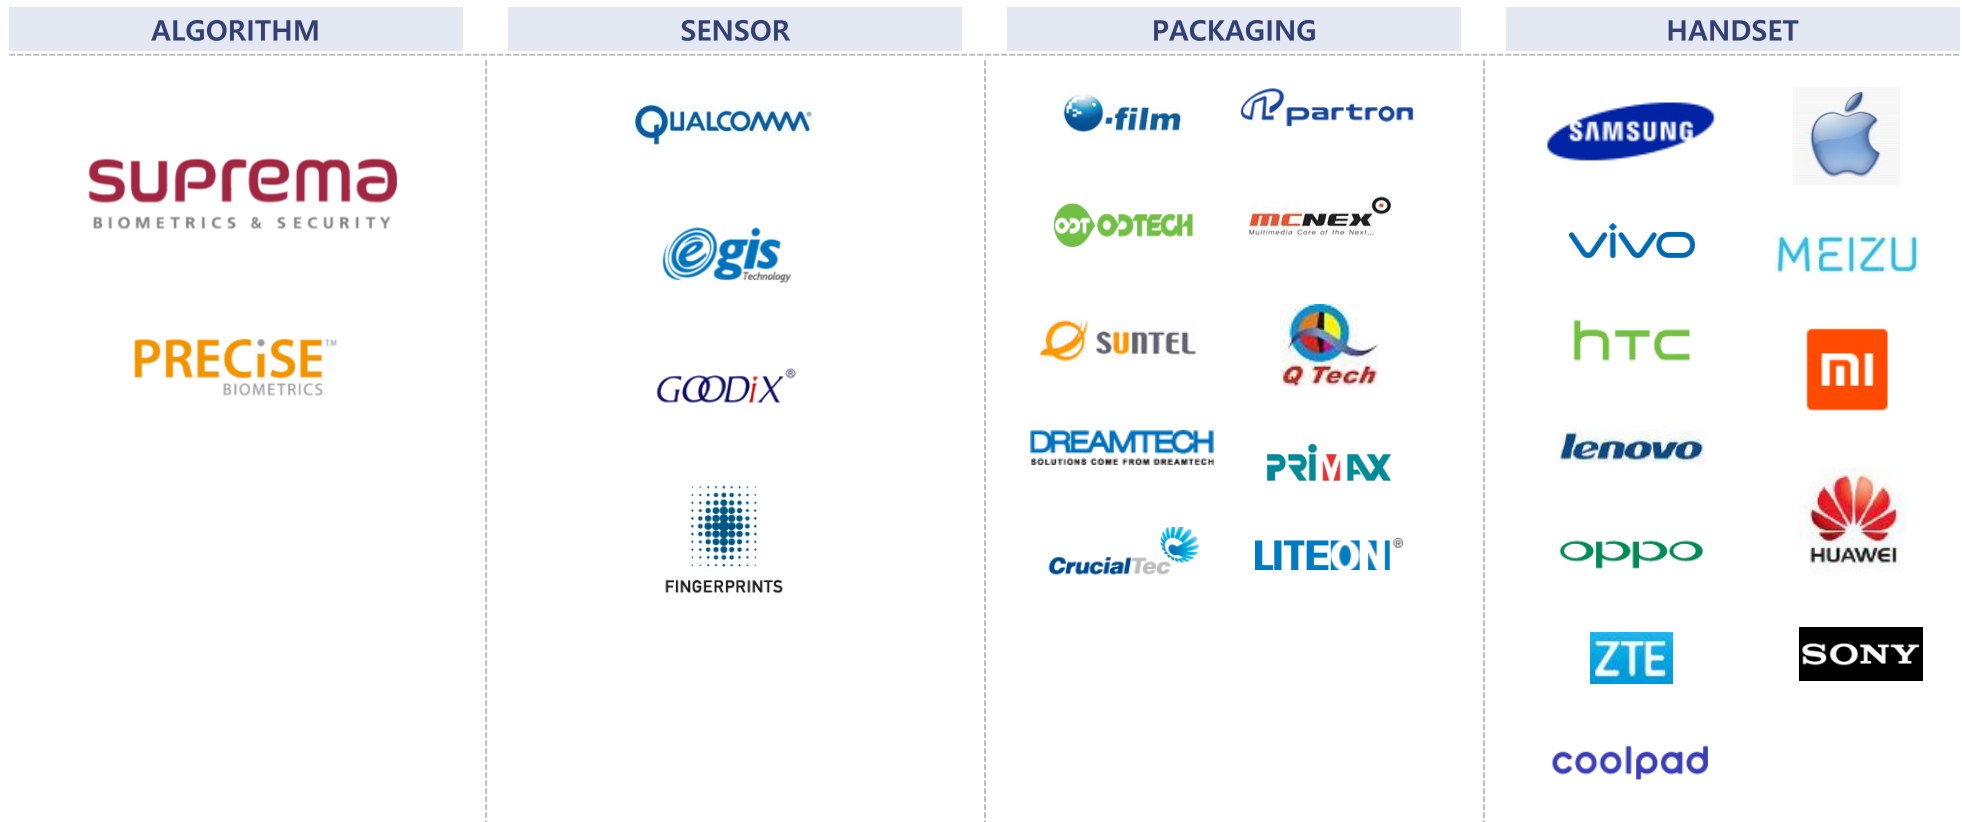 ALGORITHM
SENSOR
PACKAGING
HANDSET
suprema
BIOMETRICS & SECURITY
PRECiSE™
BIOMETRICS
QUALCOMM®
egis
Technology
GOODiX®
FINGERPRINTS
.film
partron
ODT ODTECH
MCNEX
Multimedia Core of the Next...
SUNTEL
Q Tech
DREAMTECH
SOLUTIONS COME FROM DREAMTECH
PRIMAX
CrucialTec
LITEON®
SAMSUNG
vivo
MEIZU
hTC
mi
lenovo
HUAWEI
oppo
ZTE
SONY
coolpad